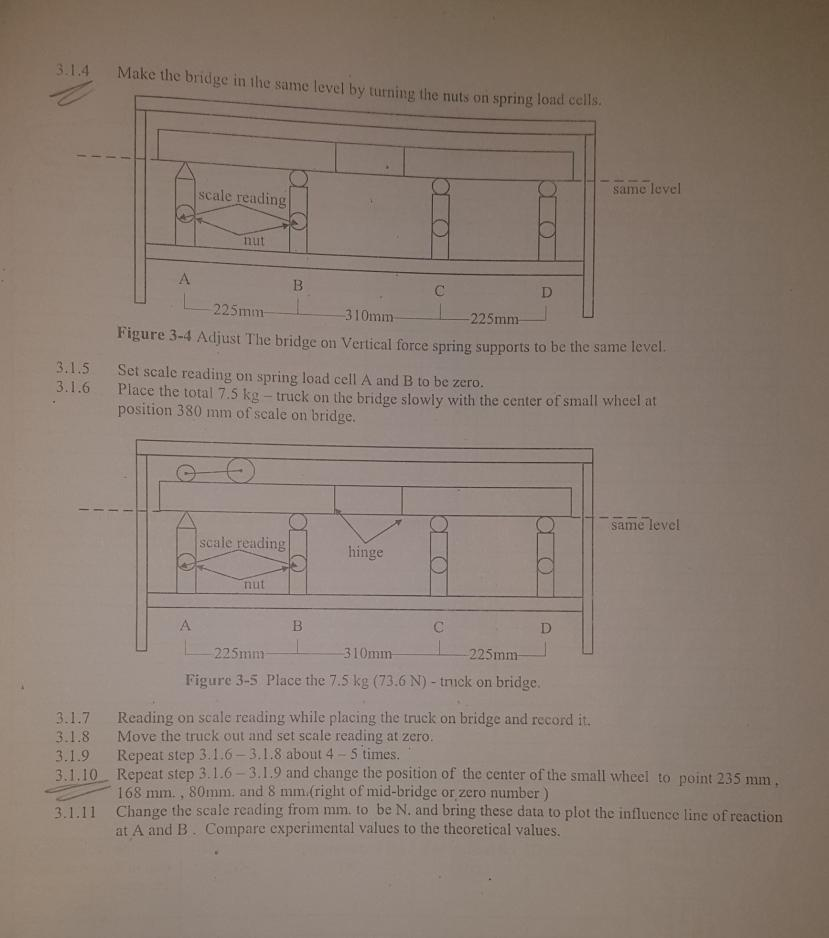 3.1.4 Make the bridge in the same level by turning the nuts on spring load cells.
same level
scale reading
nut
A B C D
225mm 310mm 225mm
Figure 3-4 Adjust The bridge on Vertical force spring supports to be the same level.
3.1.5 Set scale reading on spring load cell A and B to be zero.
3.1.6 Place the total 7.5 kg – truck on the bridge slowly with the center of small wheel at
position 380 mm of scale on bridge.
same level
scale reading
hinge
nut
A B C D
225mm 310mm 225mm
Figure 3-5 Place the 7.5 kg (73.6 N) - truck on bridge.
3.1.7 Reading on scale reading while placing the truck on bridge and record it.
3.1.8 Move the truck out and set scale reading at zero.
3.1.9 Repeat step 3.1.6 – 3.1.8 about 4 – 5 times.
3.1.10 Repeat step 3.1.6 – 3.1.9 and change the position of the center of the small wheel to point 235 mm ,
168 mm. , 80mm. and 8 mm.(right of mid-bridge or zero number )
3.1.11 Change the scale reading from mm. to be N. and bring these data to plot the influence line of reaction
at A and B . Compare experimental values to the theoretical values.